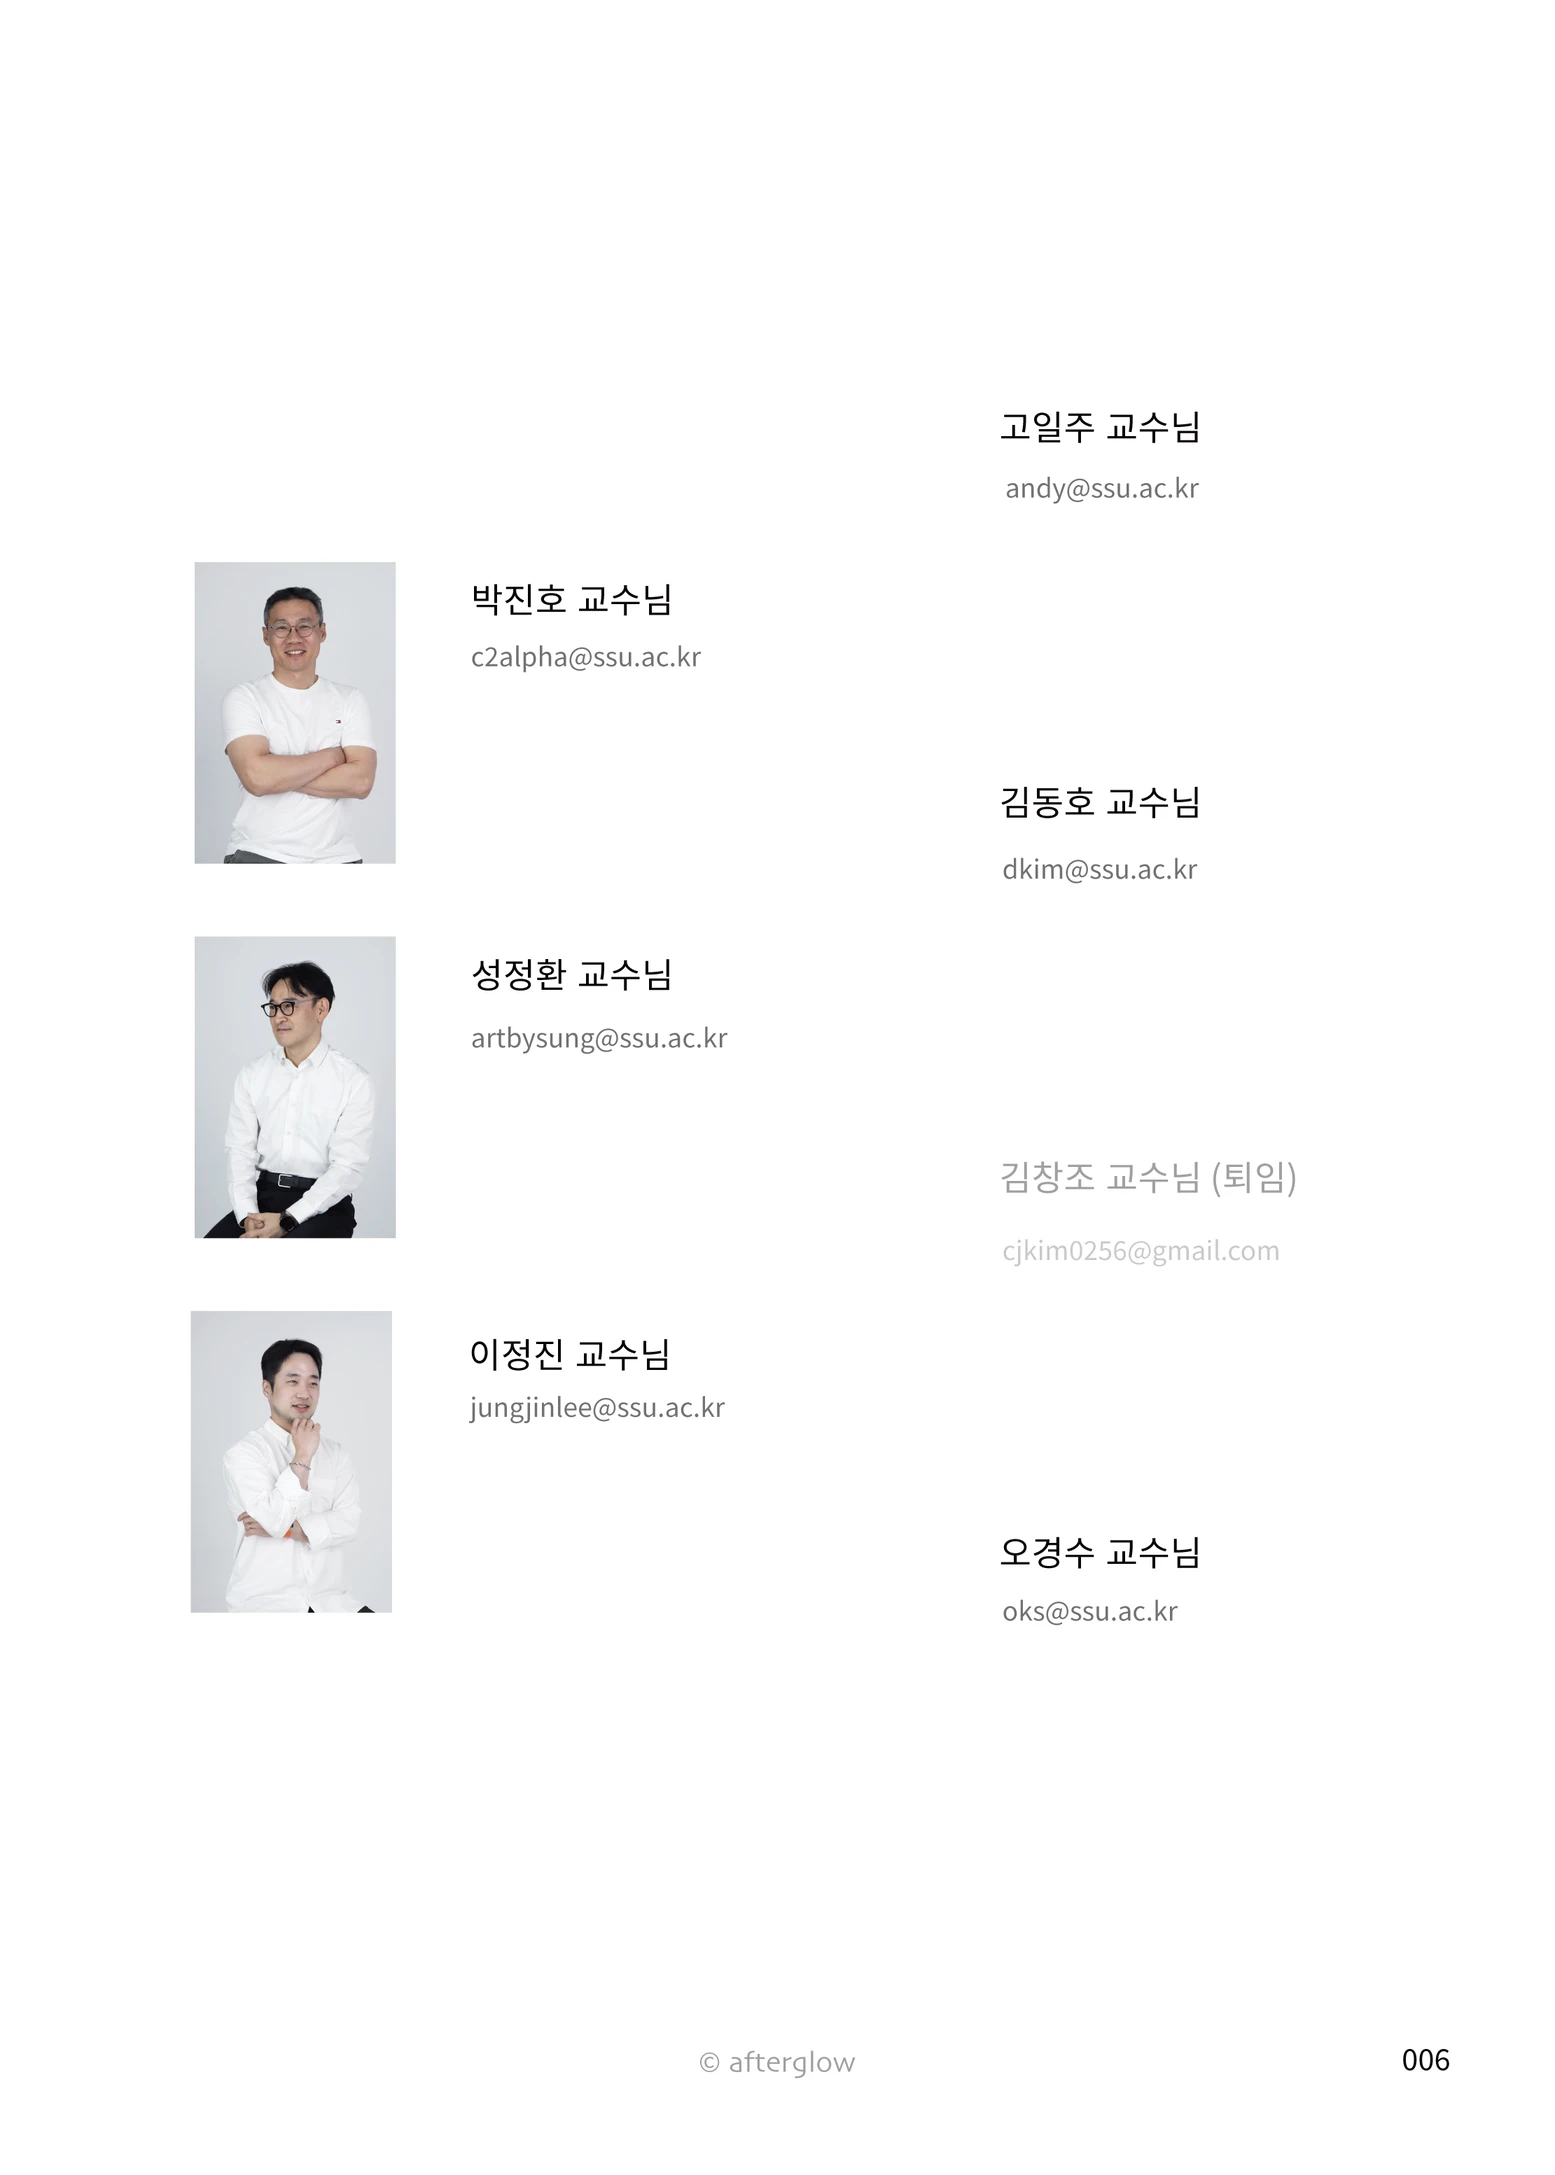 고일주 교수님
andy@ssu.ac.kr
박진호 교수님
c2alpha@ssu.ac.kr
김동호 교수님
dkim@ssu.ac.kr
성정환 교수님
artbysung@ssu.ac.kr
김창조 교수님 (퇴임)
cjkim0256@gmail.com
이정진 교수님
jungjinlee@ssu.ac.kr
오경수 교수님
oks@ssu.ac.kr
© afterglow
006